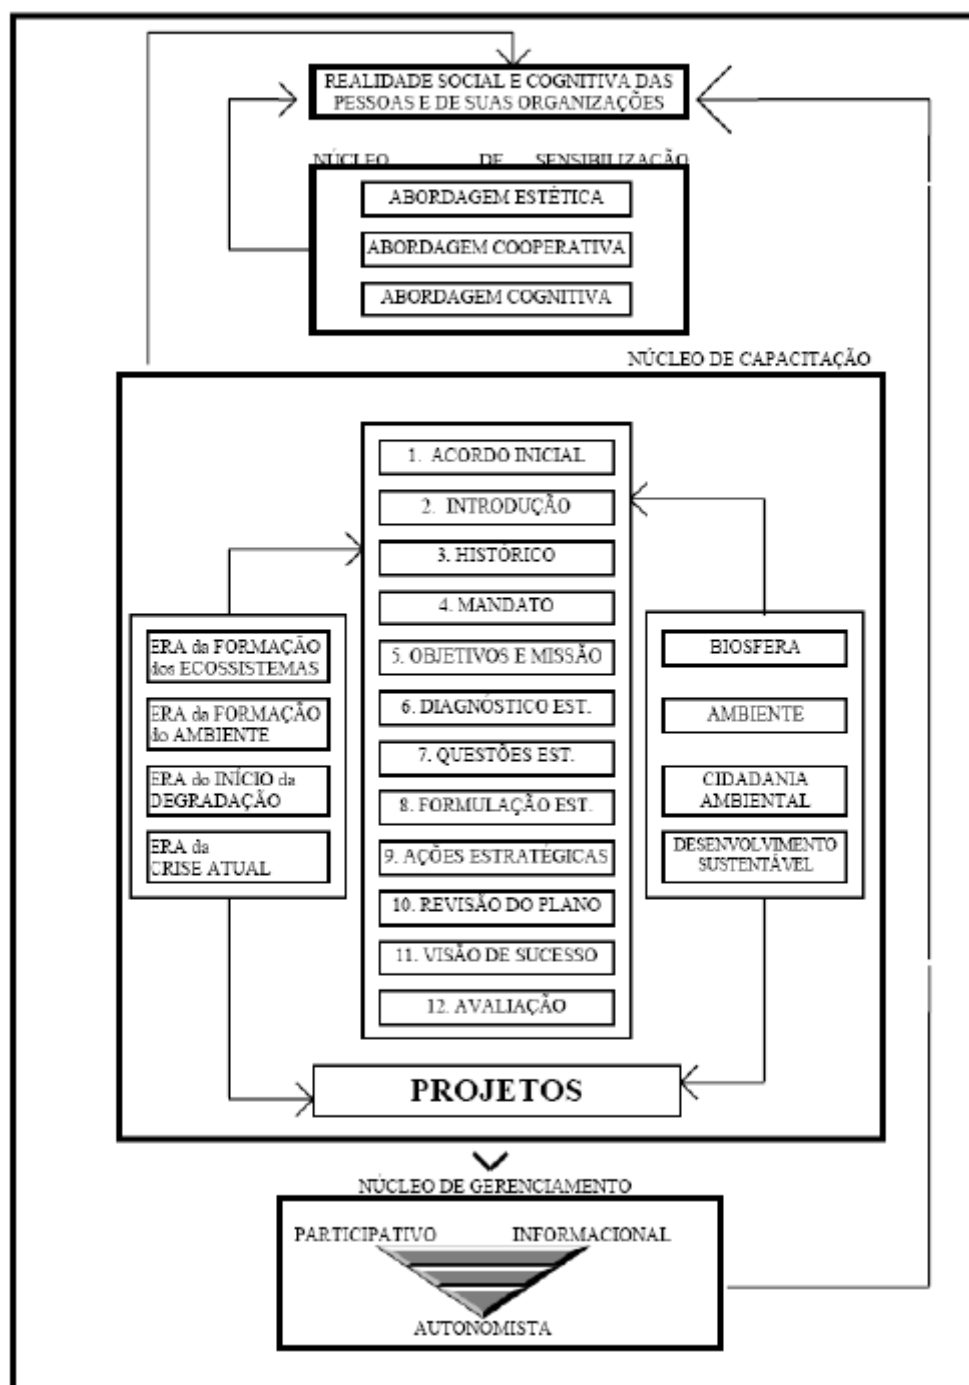 REALIDADE SOCIAL E COGNITIVA DAS
PESSOAS E DE SUAS ORGANIZAÇÕES
NÚCLEO DE SENSIBILIZAÇÃO
ABORDAGEM ESTÉTICA
ABORDAGEM COOPERATIVA
ABORDAGEM COGNITIVA
NÚCLEO DE CAPACITAÇÃO
1. ACORDO INICIAL
2. INTRODUÇÃO
3. HISTÓRICO
4. MANDATO
5. OBJETIVOS E MISSÃO
6. DIAGNÓSTICO EST.
7. QUESTÕES EST.
8. FORMULAÇÃO EST.
9. AÇÕES ESTRATÉGICAS
10. REVISÃO DO PLANO
11. VISÃO DE SUCESSO
12. AVALIAÇÃO
ERA da FORMAÇÃO
dos ECOSSISTEMAS
ERA da FORMAÇÃO
do AMBIENTE
ERA do INÍCIO da
DEGRADAÇÃO
ERA da
CRISE ATUAL
BIOSFERA
AMBIENTE
CIDADANIA
AMBIENTAL
DESENVOLVIMENTO
SUSTENTÁVEL
PROJETOS
NÚCLEO DE GERENCIAMENTO
PARTICIPATIVO INFORMACIONAL
AUTONOMISTA